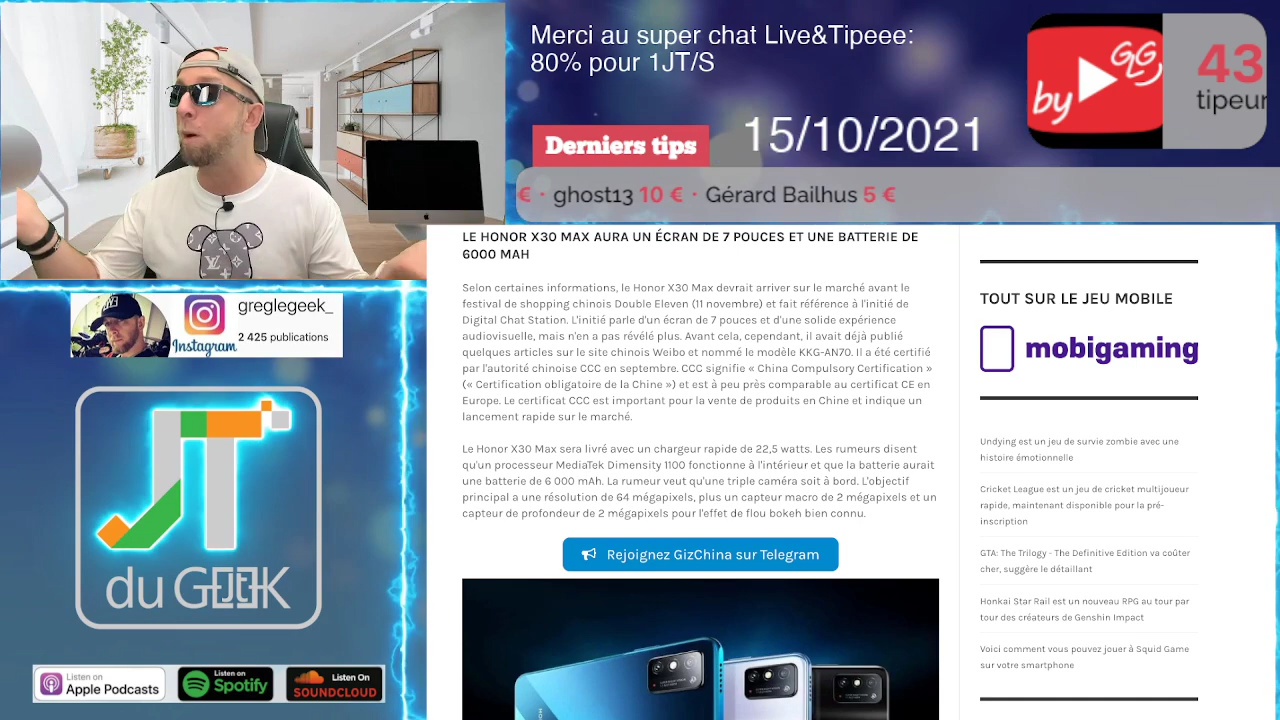 Merci au super chat Live&Tipeee:
80% pour 1JT/S
by GLG
43
tipeur
Derniers tips
15/10/2021
€ · ghost13 10 € · Gérard Bailhus 5 €
greglegeek_
2 425 publications
Instagram
JT
du GEEK
Listen on
Apple Podcasts
Listen on
Spotify
Listen On
SOUNDCLOUD
LE HONOR X30 MAX AURA UN ÉCRAN DE 7 POUCES ET UNE BATTERIE DE
6000 MAH
Selon certaines informations, le Honor X30 Max devrait arriver sur le marché avant le
festival de shopping chinois Double Eleven (11 novembre) et fait référence à l'initié de
Digital Chat Station. L'initié parle d'un écran de 7 pouces et d'une solide expérience
audiovisuelle, mais n'en a pas révélé plus. Avant cela, cependant, il avait déjà publié
quelques articles sur le site chinois Weibo et nommé le modèle KKG-AN70. Il a été certifié
par l'autorité chinoise CCC en septembre. CCC signifie « China Compulsory Certification »
(« Certification obligatoire de la Chine ») et est à peu près comparable au certificat CE en
Europe. Le certificat CCC est important pour la vente de produits en Chine et indique un
lancement rapide sur le marché.
Le Honor X30 Max sera livré avec un chargeur rapide de 22,5 watts. Les rumeurs disent
qu'un processeur MediaTek Dimensity 1100 fonctionne à l'intérieur et que la batterie aurait
une batterie de 6 000 mAh. La rumeur veut qu'une triple caméra soit à bord. L'objectif
principal a une résolution de 64 mégapixels, plus un capteur macro de 2 mégapixels et un
capteur de profondeur de 2 mégapixels pour l'effet de flou bokeh bien connu.
Rejoignez GizChina sur Telegram
TOUT SUR LE JEU MOBILE
mobigaming
Undying est un jeu de survie zombie avec une
histoire émotionnelle
Cricket League est un jeu de cricket multijoueur
rapide, maintenant disponible pour la pré-
inscription
GTA: The Trilogy - The Definitive Edition va coûter
cher, suggère le détaillant
Honkai Star Rail est un nouveau RPG au tour par
tour des créateurs de Genshin Impact
Voici comment vous pouvez jouer à Squid Game
sur votre smartphone